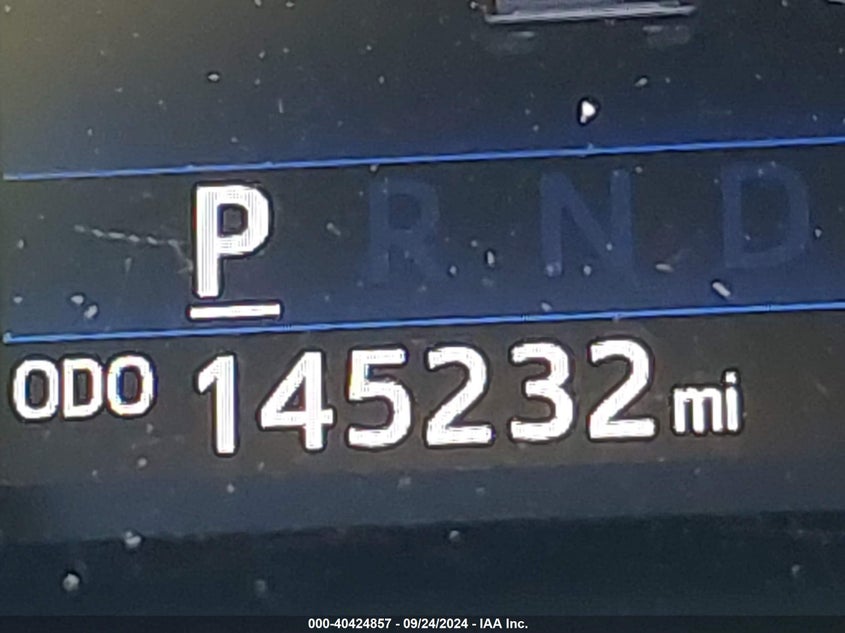 P R N D
ODO 145232 mi
000-40424857 - 09/24/2024 - IAA Inc.